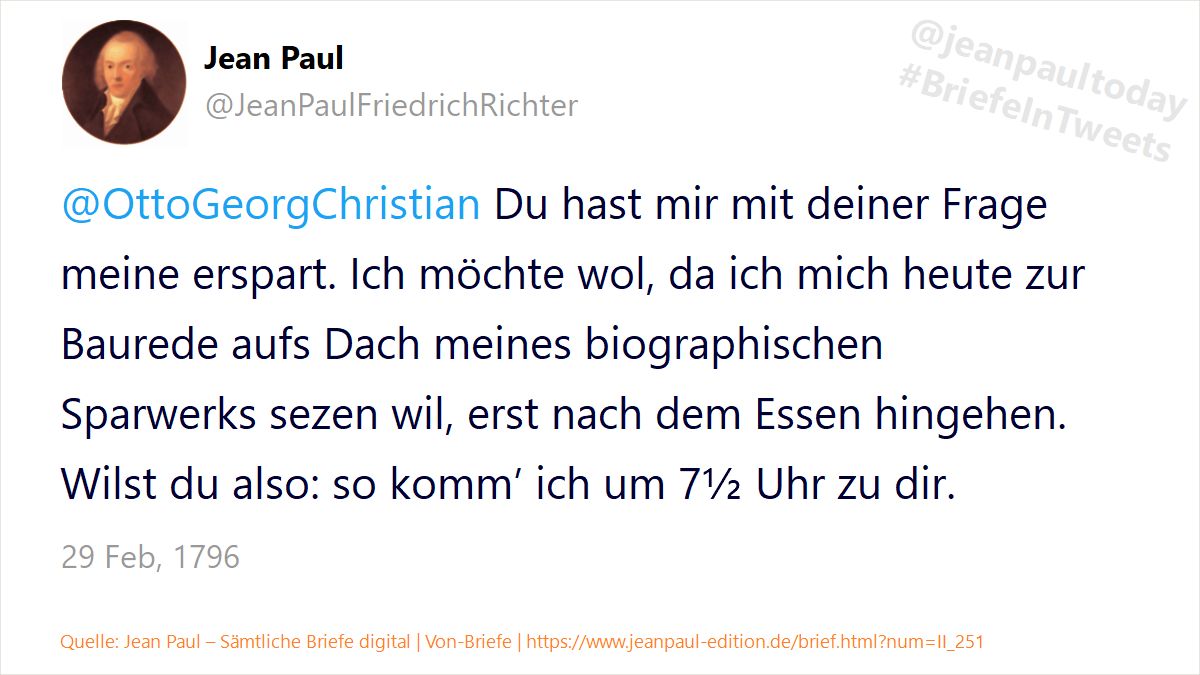 Jean Paul
@JeanPaulFriedrichRichter
@jeanpaultoday
#BriefeInTweets
@OttoGeorgChristian Du hast mir mit deiner Frage
meine erspart. Ich möchte wol, da ich mich heute zur
Baurede aufs Dach meines biographischen
Sparwerks sezen wil, erst nach dem Essen hingehen.
Wilst du also: so komm’ ich um 7½ Uhr zu dir.
29 Feb, 1796
Quelle: Jean Paul – Sämtliche Briefe digital | Von-Briefe | https://www.jeanpaul-edition.de/brief.html?num=II_251